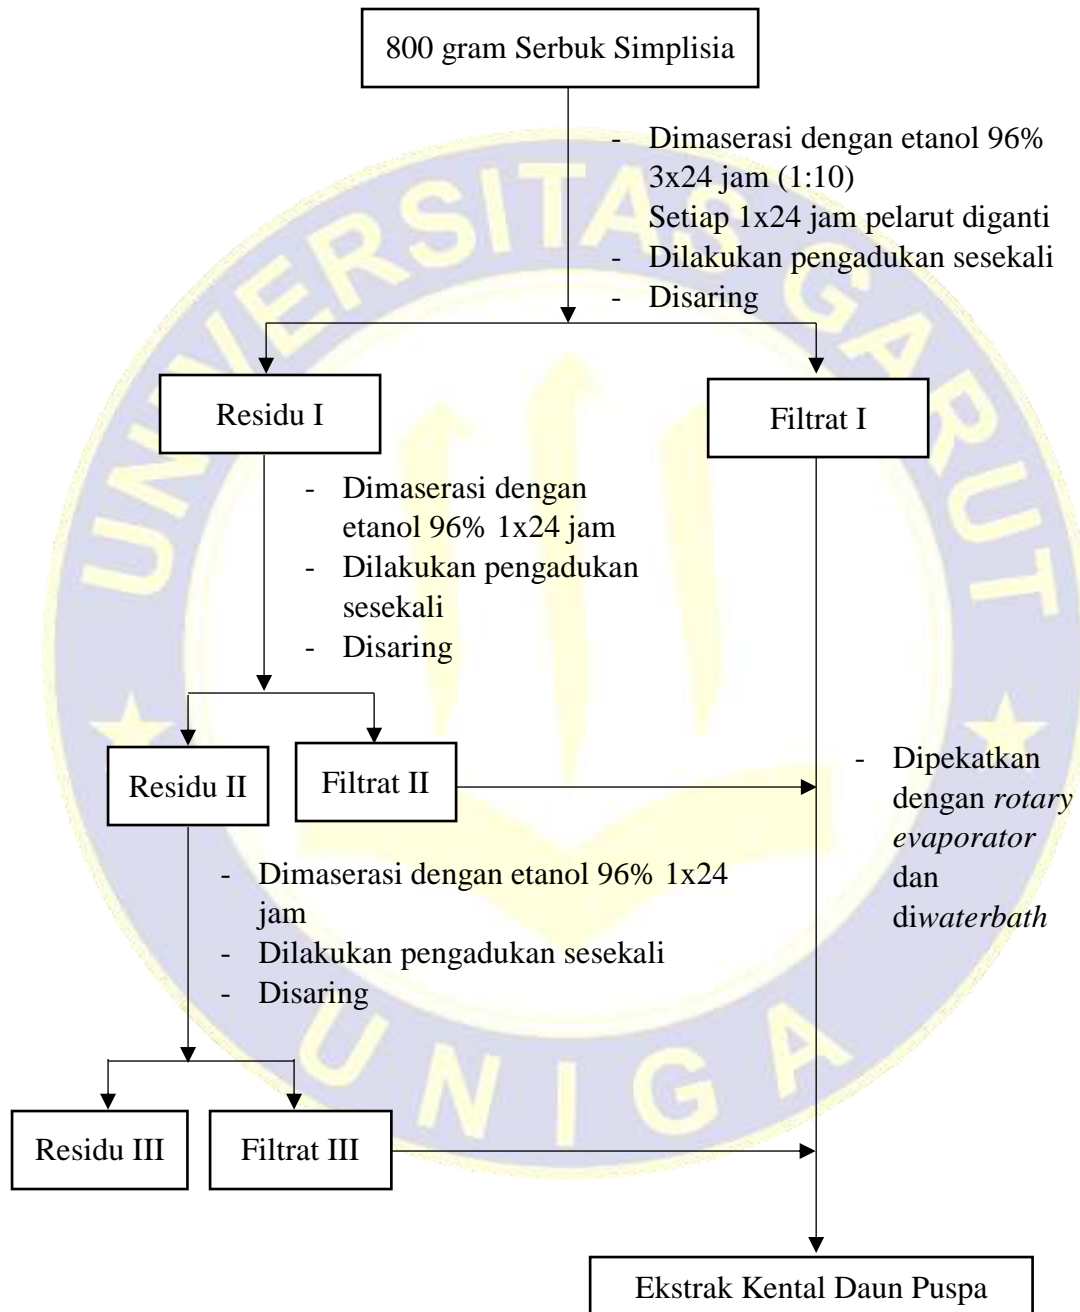 800 gram Serbuk Simplisia
- Dimaserasi dengan etanol 96%
3x24 jam (1:10)
Setiap 1x24 jam pelarut diganti
- Dilakukan pengadukan sesekali
- Disaring
Residu I
Filtrat I
- Dimaserasi dengan
etanol 96% 1x24 jam
- Dilakukan pengadukan
sesekali
- Disaring
Residu II
Filtrat II
- Dipekatkan
dengan rotary
evaporator
dan
diwaterbath
- Dimaserasi dengan etanol 96% 1x24
jam
- Dilakukan pengadukan sesekali
- Disaring
Residu III
Filtrat III
Ekstrak Kental Daun Puspa
UNIVERSITAS GARUT
UNIGA